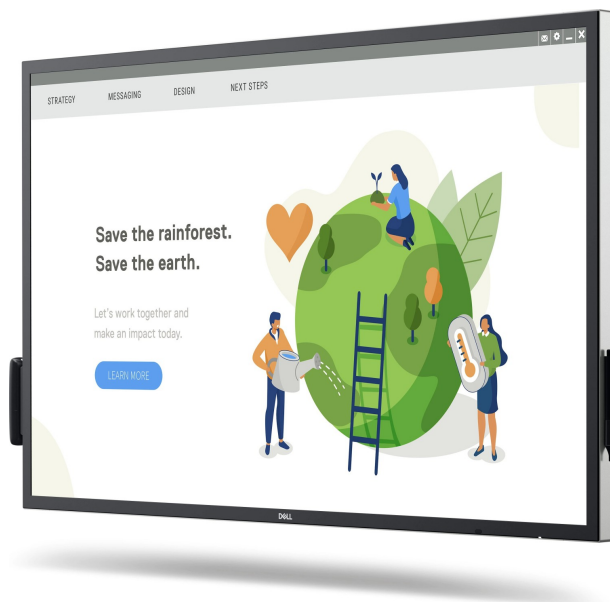 STRATEGY MESSAGING DESIGN NEXT STEPS
Save the rainforest.
Save the earth.
Let's work together and
make an impact today.
LEARN MORE
DELL